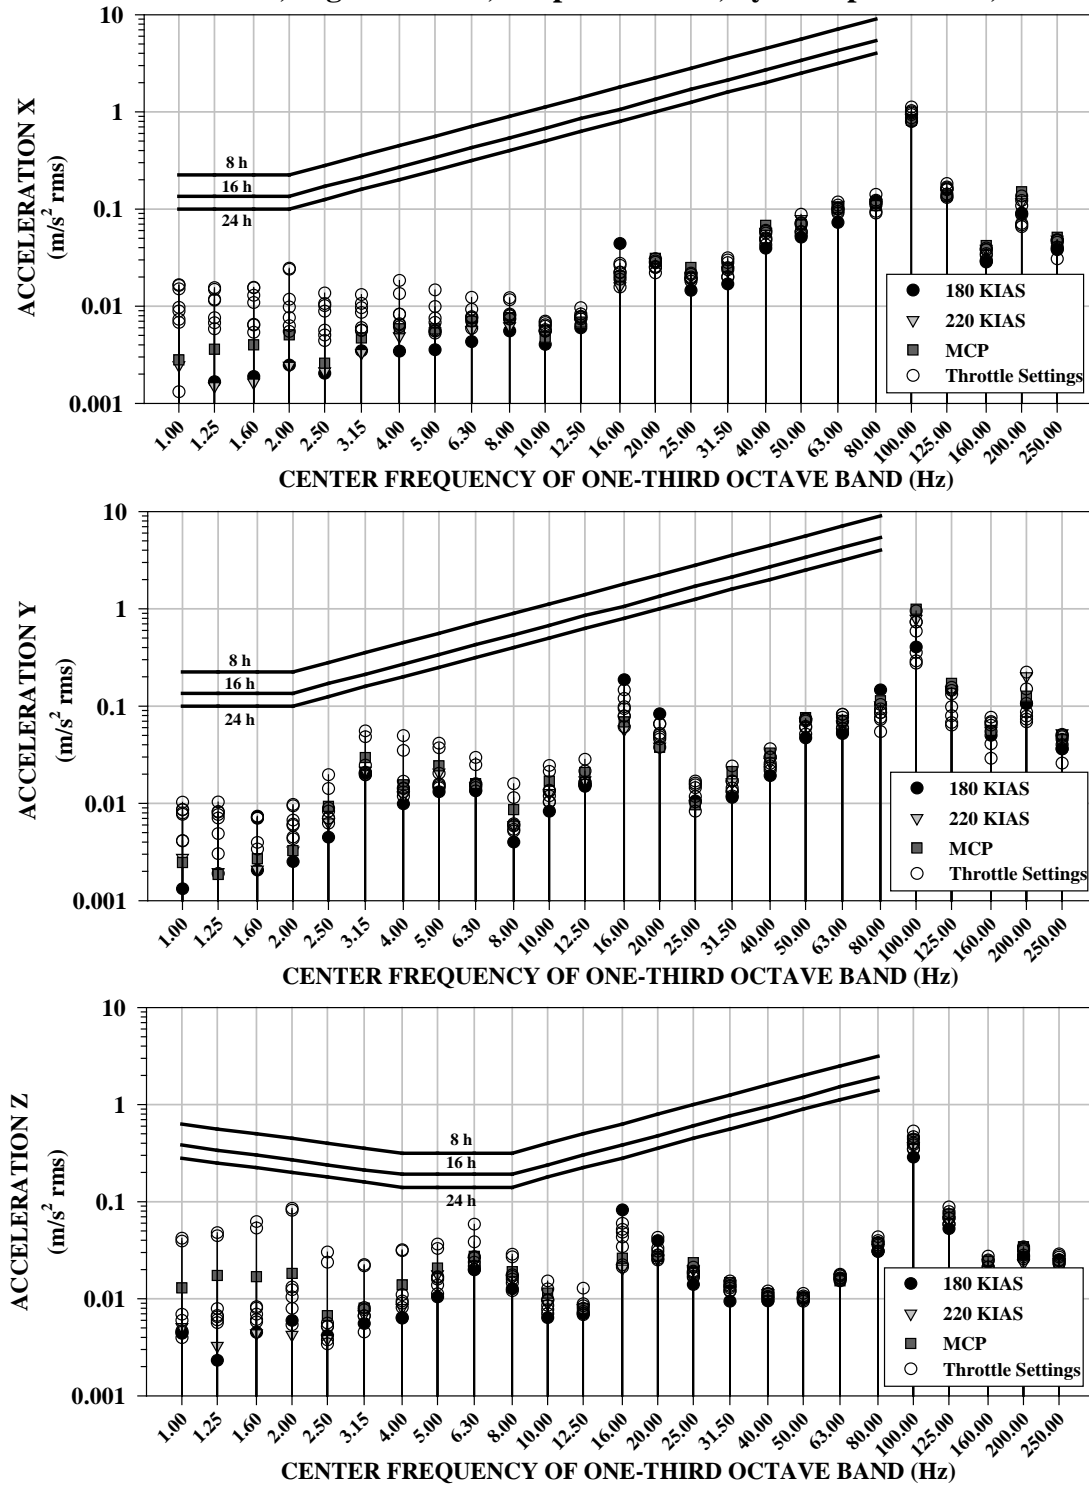 10
1
0.1
0.01
0.001
ACCELERATION X
(m/s² rms)
8 h
16 h
24 h
180 KIAS
220 KIAS
MCP
Throttle Settings
1.00 1.25 1.60 2.00 2.50 3.15 4.00 5.00 6.30 8.00 10.00 12.50 16.00 20.00 25.00 31.50 40.00 50.00 63.00 80.00 100.00 125.00 160.00 200.00 250.00
CENTER FREQUENCY OF ONE-THIRD OCTAVE BAND (Hz)
10
1
0.1
0.01
0.001
ACCELERATION Y
(m/s² rms)
8 h
16 h
24 h
180 KIAS
220 KIAS
MCP
Throttle Settings
1.00 1.25 1.60 2.00 2.50 3.15 4.00 5.00 6.30 8.00 10.00 12.50 16.00 20.00 25.00 31.50 40.00 50.00 63.00 80.00 100.00 125.00 160.00 200.00 250.00
CENTER FREQUENCY OF ONE-THIRD OCTAVE BAND (Hz)
10
1
0.1
0.01
0.001
ACCELERATION Z
(m/s² rms)
8 h
16 h
24 h
180 KIAS
220 KIAS
MCP
Throttle Settings
1.00 1.25 1.60 2.00 2.50 3.15 4.00 5.00 6.30 8.00 10.00 12.50 16.00 20.00 25.00 31.50 40.00 50.00 63.00 80.00 100.00 125.00 160.00 200.00 250.00
CENTER FREQUENCY OF ONE-THIRD OCTAVE BAND (Hz)